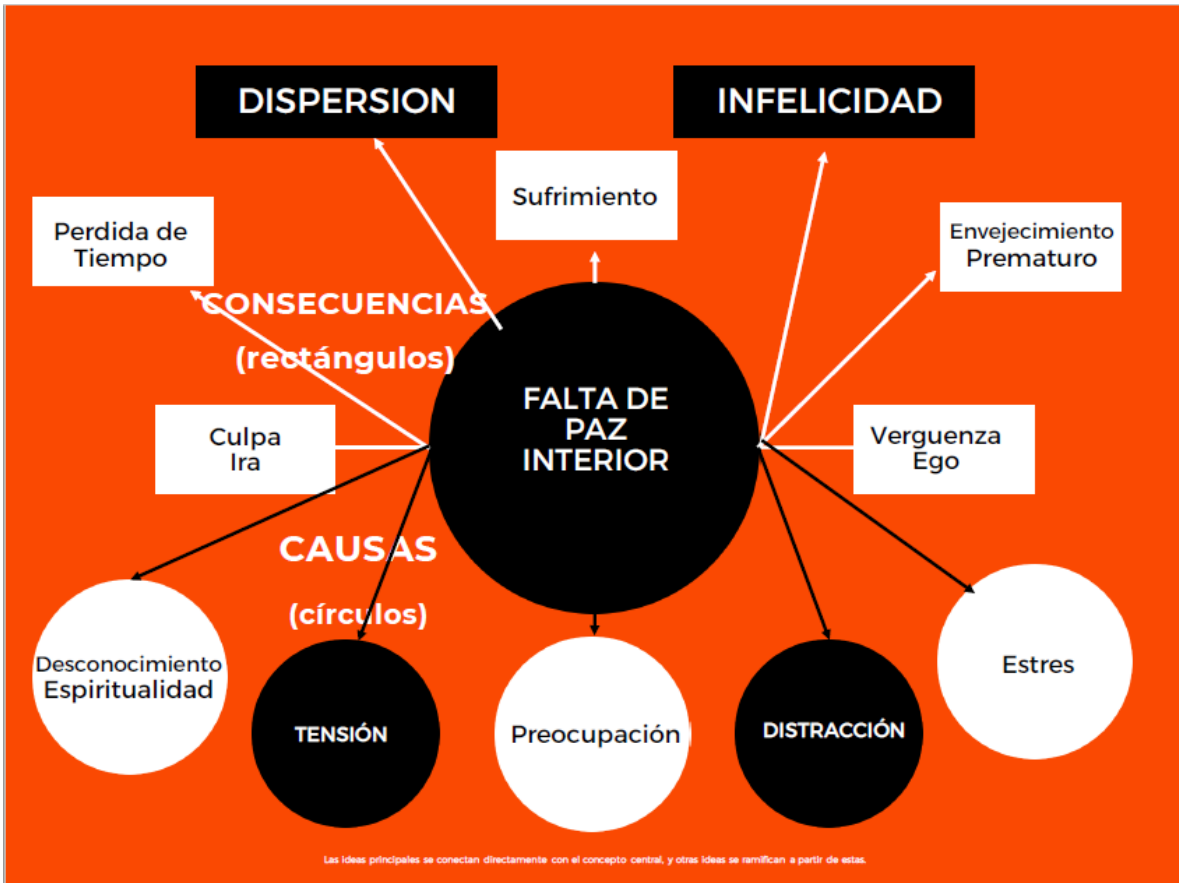 DISPERSION
INFELICIDAD
Sufrimiento
Perdida de
Tiempo
Envejecimiento
Prematuro
CONSECUENCIAS
(rectángulos)
FALTA DE
PAZ
INTERIOR
Culpa
Ira
Verguenza
Ego
CAUSAS
(círculos)
Desconocimiento
Espiritualidad
TENSIÓN
Preocupación
DISTRACCIÓN
Estres
Las ideas principales se conectan directamente con el concepto central, y otras ideas se ramifican a partir de estas.